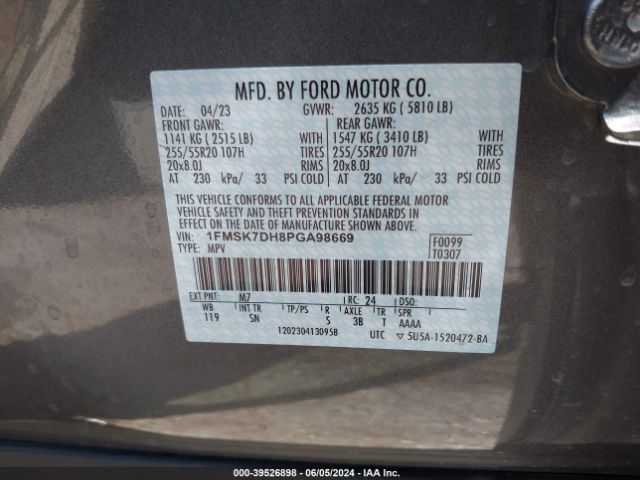 MFD. BY FORD MOTOR CO.
DATE: 04/23 GVWR: 2635 KG ( 5810 LB)
FRONT GAWR: REAR GAWR:
1141 KG ( 2515 LB) WITH 1547 KG ( 3410 LB) WITH
255/55R20 107H TIRES 255/55R20 107H TIRES
20x8.0J RIMS 20x8.0J RIMS
AT 230 kPa/ 33 PSI COLD AT 230 kPa/ 33 PSI COLD
THIS VEHICLE CONFORMS TO ALL APPLICABLE FEDERAL MOTOR
VEHICLE SAFETY AND THEFT PREVENTION STANDARDS IN
EFFECT ON THE DATE OF MANUFACTURE SHOWN ABOVE.
VIN: 1FMSK7DH8PGA98669 F0099
TYPE: MPV T0307
EXT PNT: M7 RC: 24 DSO:
WB INT TR TP/PS R AXLE TR SPR
119 SN S 3B T AAAA
1202304130958 UTC ▽ 5U5A-1520472-BA
000-39526898 - 06/05/2024 - IAAI.COM